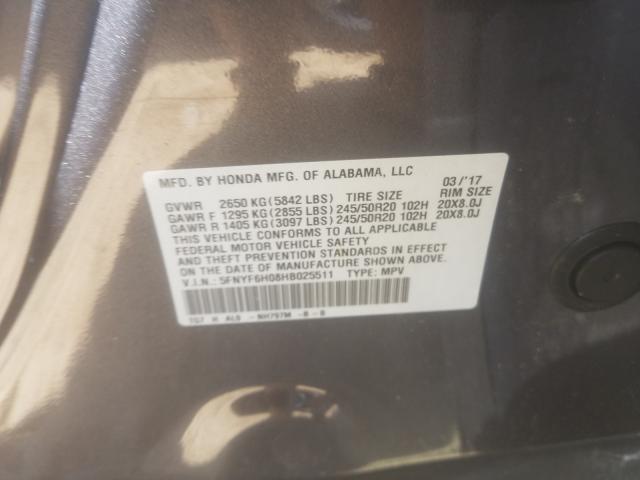 MFD. BY HONDA MFG. OF ALABAMA, LLC 03/'17
GVWR 2650 KG(5842 LBS) TIRE SIZE RIM SIZE
GAWR F 1295 KG(2855 LBS)245/50R20 102H 20X8.0J
GAWR R 1405 KG(3097 LBS)245/50R20 102H 20X8.0J
THIS VEHICLE CONFORMS TO ALL APPLICABLE
FEDERAL MOTOR VEHICLE SAFETY
AND THEFT PREVENTION STANDARDS IN EFFECT
ON DATE OF MANUFACTURE SHOWN ABOVE.
V.I.N.: 5FNYF6H08HB025511 TYPE: MPV
TG7 H AL0 - NH797M -B - B